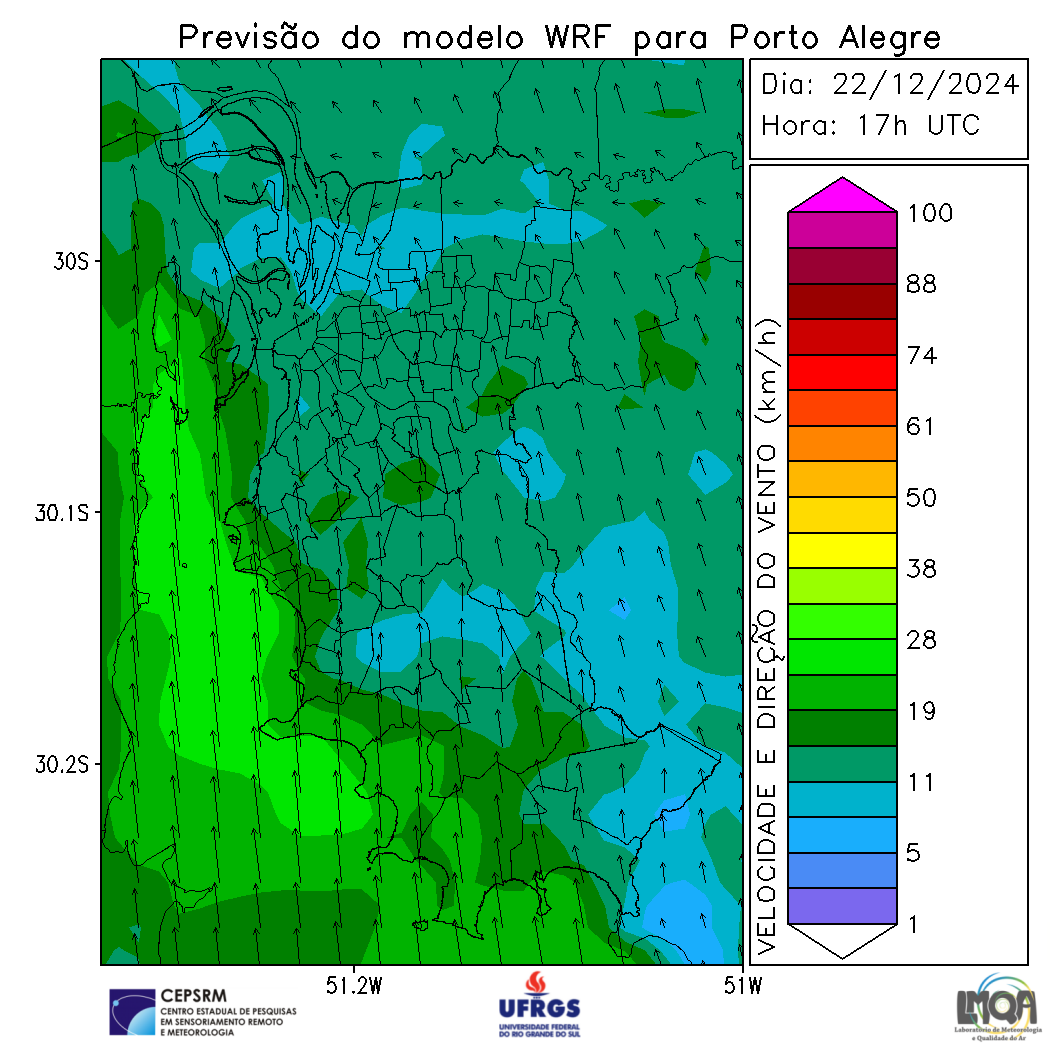 Previsão do modelo WRF para Porto Alegre
Dia: 22/12/2024
Hora: 17h UTC
30S
30.1S
30.2S
51.2W
51W
VELOCIDADE E DIREÇÃO DO VENTO (km/h)
100
88
74
61
50
38
28
19
11
5
1
CEPSRM
CENTRO ESTADUAL DE PESQUISAS
EM SENSORIAMENTO REMOTO
E METEOROLOGIA
UFRGS
UNIVERSIDADE FEDERAL
DO RIO GRANDE DO SUL
LMQA
Laboratório de Meteorologia
e Qualidade do Ar